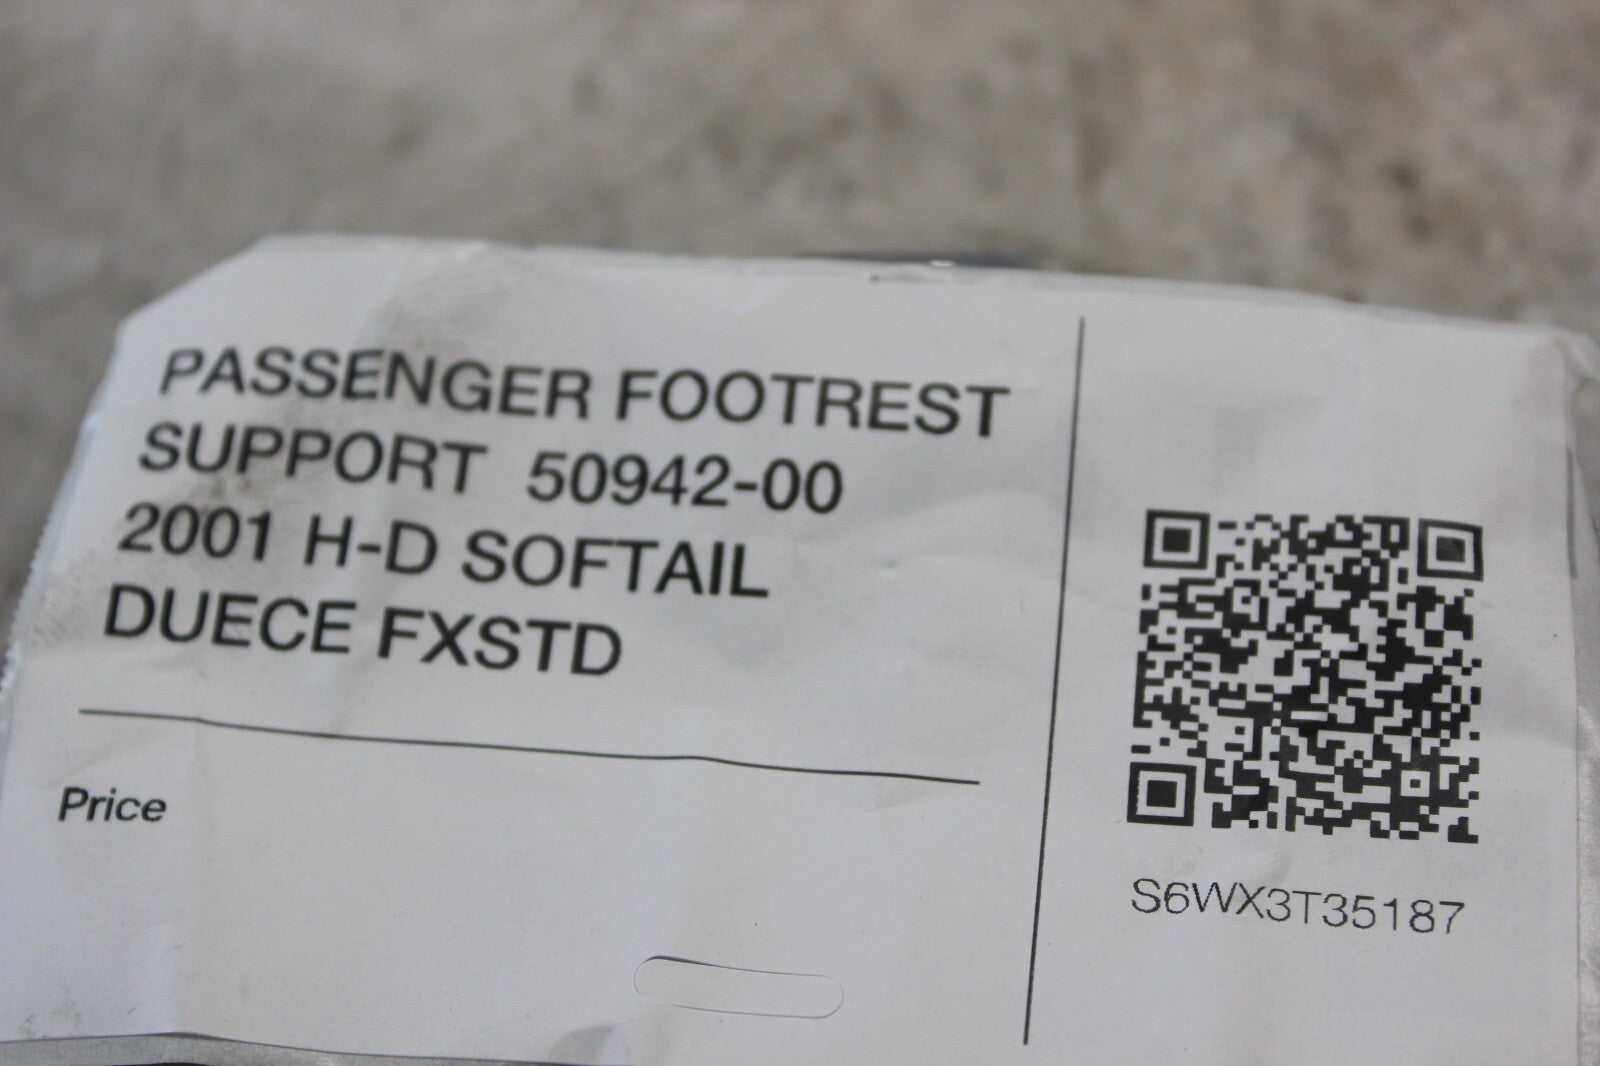 PASSENGER FOOTREST
SUPPORT 50942-00
2001 H-D SOFTAIL
DUECE FXSTD
Price
S6WX3T35187